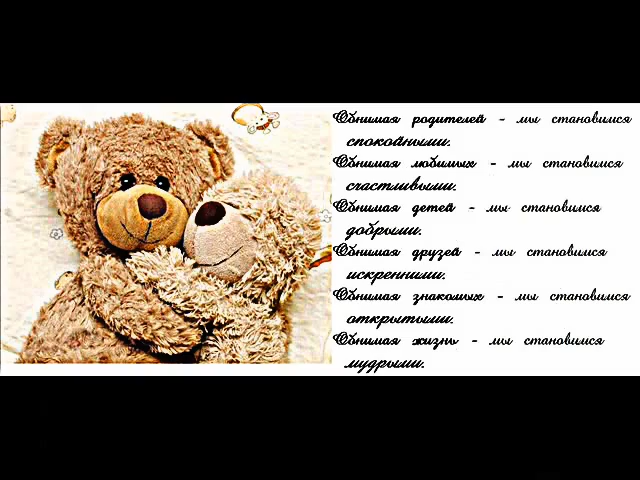 Обнимая родителей - мы становимся
спокойными.
Обнимая любимых - мы становимся
счастливыми.
Обнимая детей - мы становимся
добрыми.
Обнимая друзей - мы становимся
искренними.
Обнимая знакомых - мы становимся
открытыми.
Обнимая жизнь - мы становимся
мудрыми.